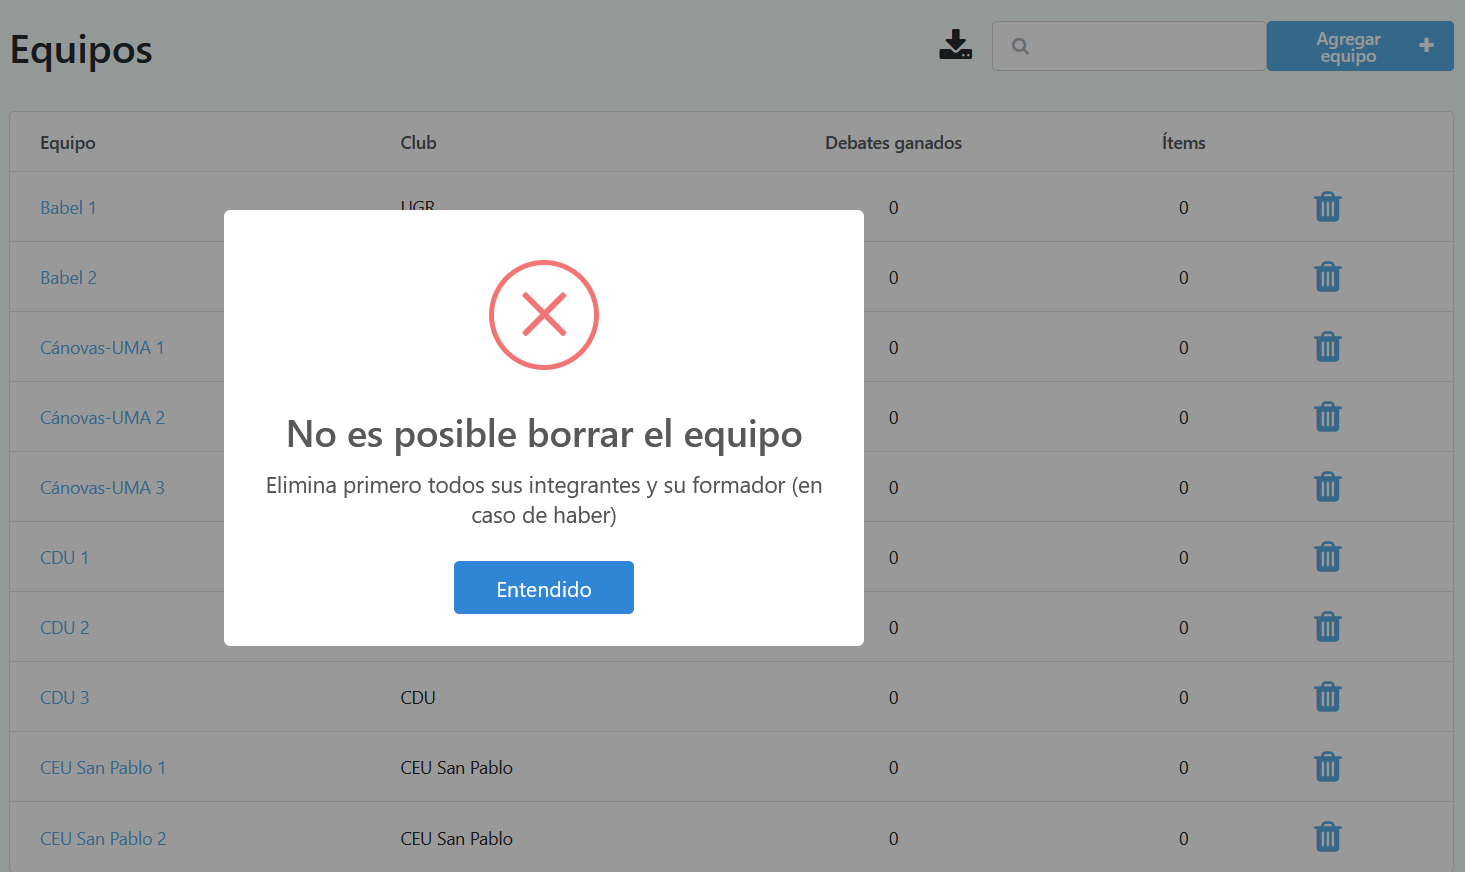 Equipos
Agregar
equipo
Equipo Club Debates ganados Ítems
Babel 1 UGR 0 0
Babel 2 0 0
Cánovas-UMA 1 0 0
Cánovas-UMA 2 0 0
Cánovas-UMA 3 0 0
CDU 1 0 0
CDU 2 0 0
CDU 3 CDU 0 0
CEU San Pablo 1 CEU San Pablo 0 0
CEU San Pablo 2 CEU San Pablo 0 0
No es posible borrar el equipo
Elimina primero todos sus integrantes y su formador (en
caso de haber)
Entendido